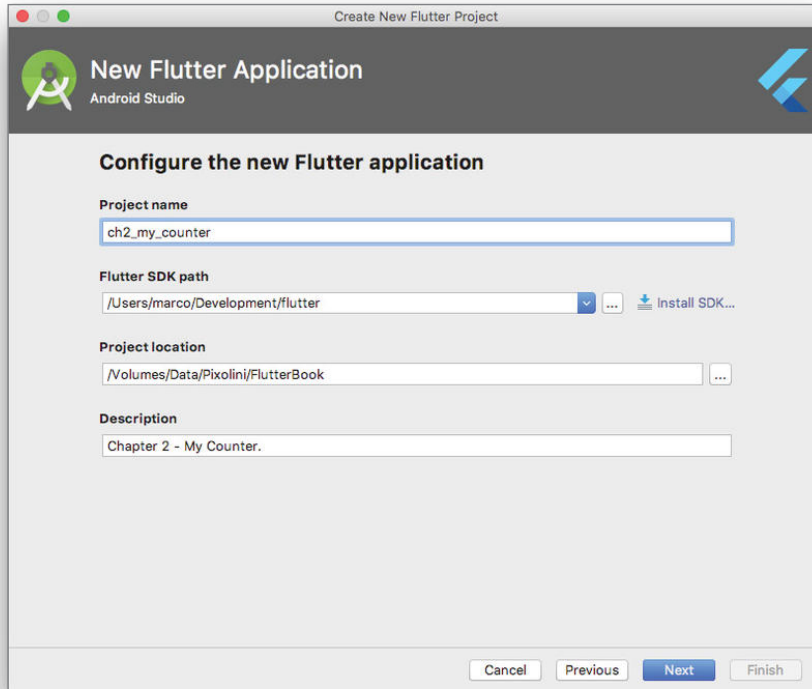 Create New Flutter Project
New Flutter Application
Android Studio
Configure the new Flutter application
Project name
ch2_my_counter
Flutter SDK path
/Users/marco/Development/flutter
...
Install SDK...
Project location
/Volumes/Data/Pixolini/FlutterBook
...
Description
Chapter 2 - My Counter.
Cancel
Previous
Next
Finish